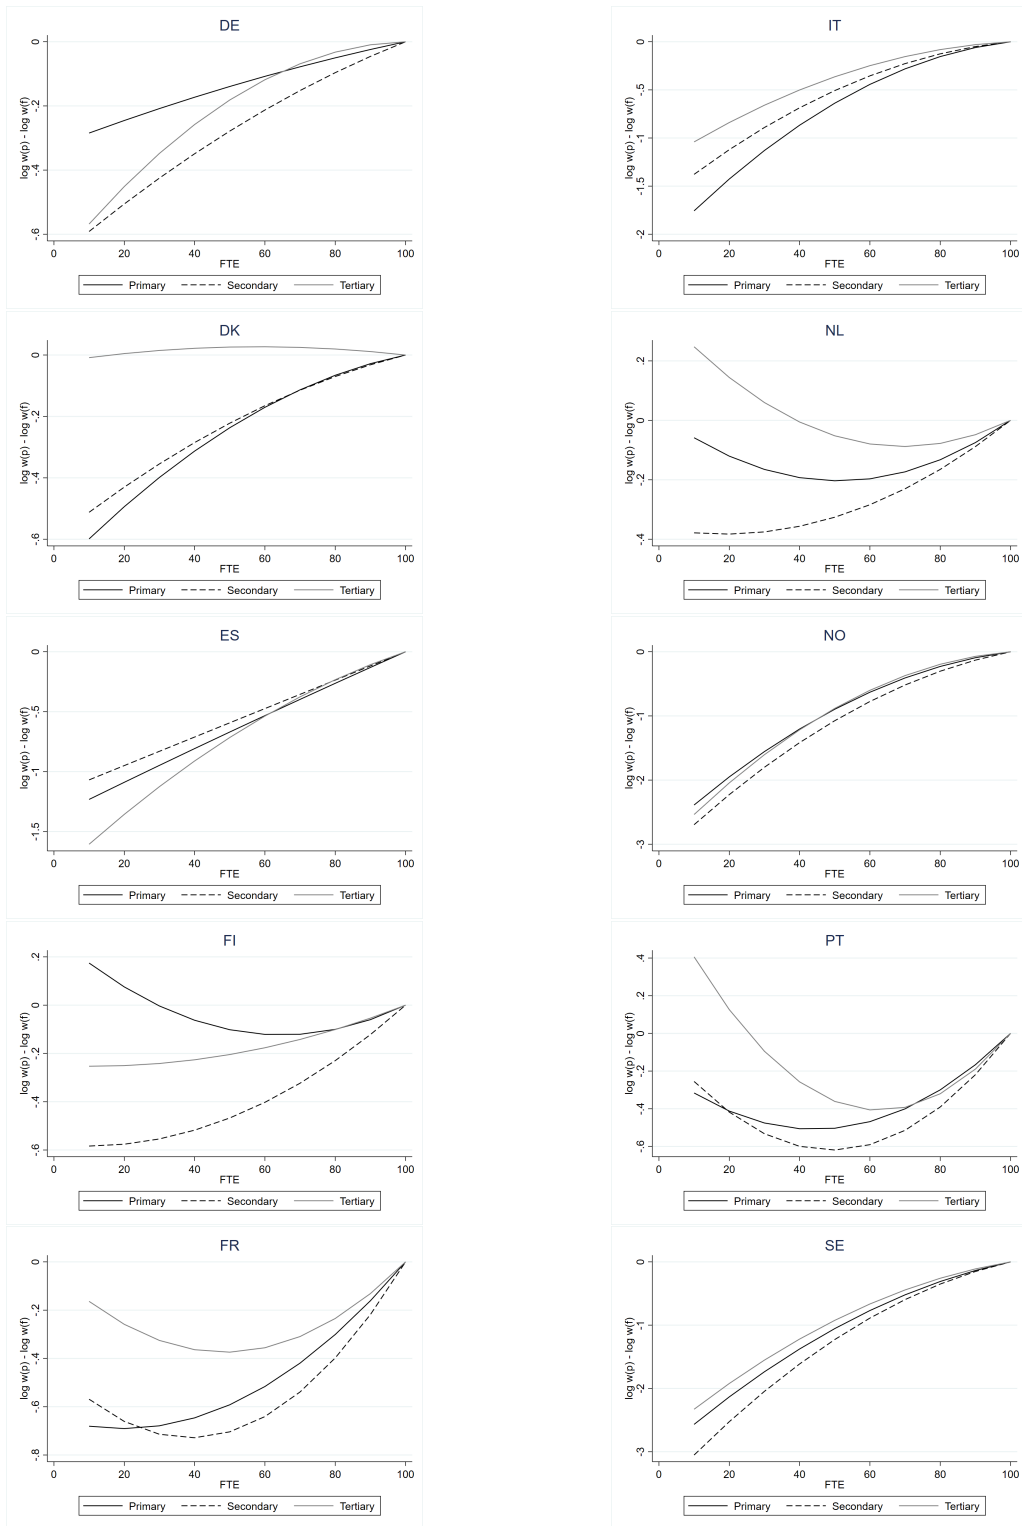 DE
log w(p) - log w(f)
0
-.2
-.4
-.6
0 20 40 60 80 100
FTE
Primary Secondary Tertiary
IT
log w(p) - log w(f)
0
-.5
-1
-1.5
-2
0 20 40 60 80 100
FTE
Primary Secondary Tertiary
DK
log w(p) - log w(f)
0
-.2
-.4
-.6
0 20 40 60 80 100
FTE
Primary Secondary Tertiary
NL
log w(p) - log w(f)
.2
0
-.2
-.4
0 20 40 60 80 100
FTE
Primary Secondary Tertiary
ES
log w(p) - log w(f)
0
-.5
-1
-1.5
0 20 40 60 80 100
FTE
Primary Secondary Tertiary
NO
log w(p) - log w(f)
0
-1
-2
-3
0 20 40 60 80 100
FTE
Primary Secondary Tertiary
FI
log w(p) - log w(f)
.2
0
-.2
-.4
-.6
0 20 40 60 80 100
FTE
Primary Secondary Tertiary
PT
log w(p) - log w(f)
.4
.2
0
-.2
-.4
-.6
0 20 40 60 80 100
FTE
Primary Secondary Tertiary
FR
log w(p) - log w(f)
0
-.2
-.4
-.6
-.8
0 20 40 60 80 100
FTE
Primary Secondary Tertiary
SE
log w(p) - log w(f)
0
-1
-2
-3
0 20 40 60 80 100
FTE
Primary Secondary Tertiary